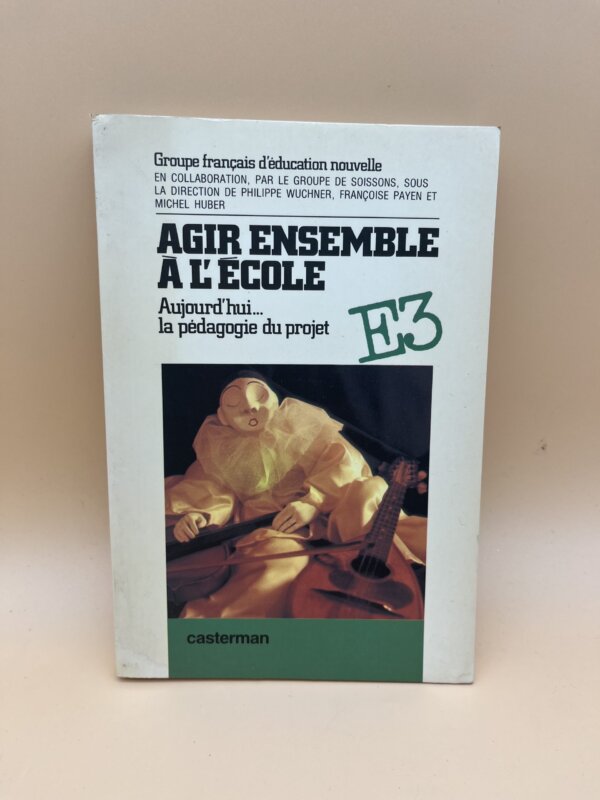 Groupe français d'éducation nouvelle
EN COLLABORATION, PAR LE GROUPE DE SOISSONS, SOUS
LA DIRECTION DE PHILIPPE WUCHNER, FRANÇOISE PAYEN ET
MICHEL HUBER
AGIR ENSEMBLE
À L'ÉCOLE
Aujourd'hui...
la pédagogie du projet
E3
casterman